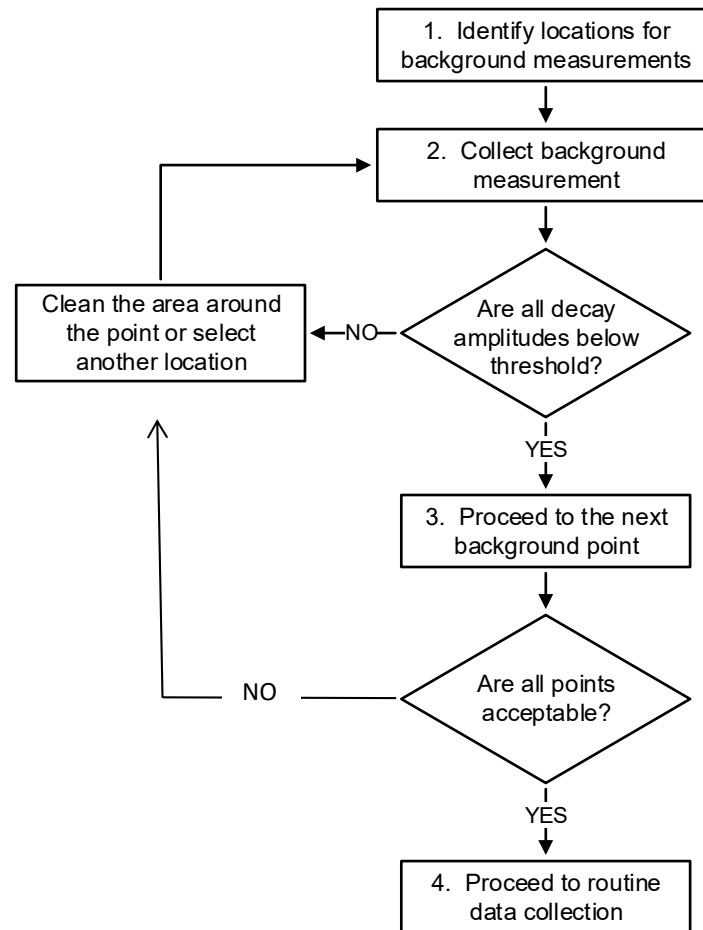 1. Identify locations for
background measurements
2. Collect background
measurement
Clean the area around
the point or select
another location
NO
Are all decay
amplitudes below
threshold?
YES
3. Proceed to the next
background point
NO
Are all points
acceptable?
YES
4. Proceed to routine
data collection